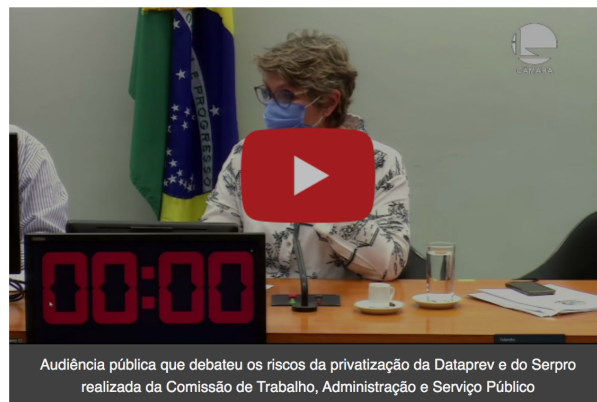 CÂMARA
E PROGRESSO
00:00
Audiência pública que debateu os riscos da privatização da Dataprev e do Serpro
realizada da Comissão de Trabalho, Administração e Serviço Público